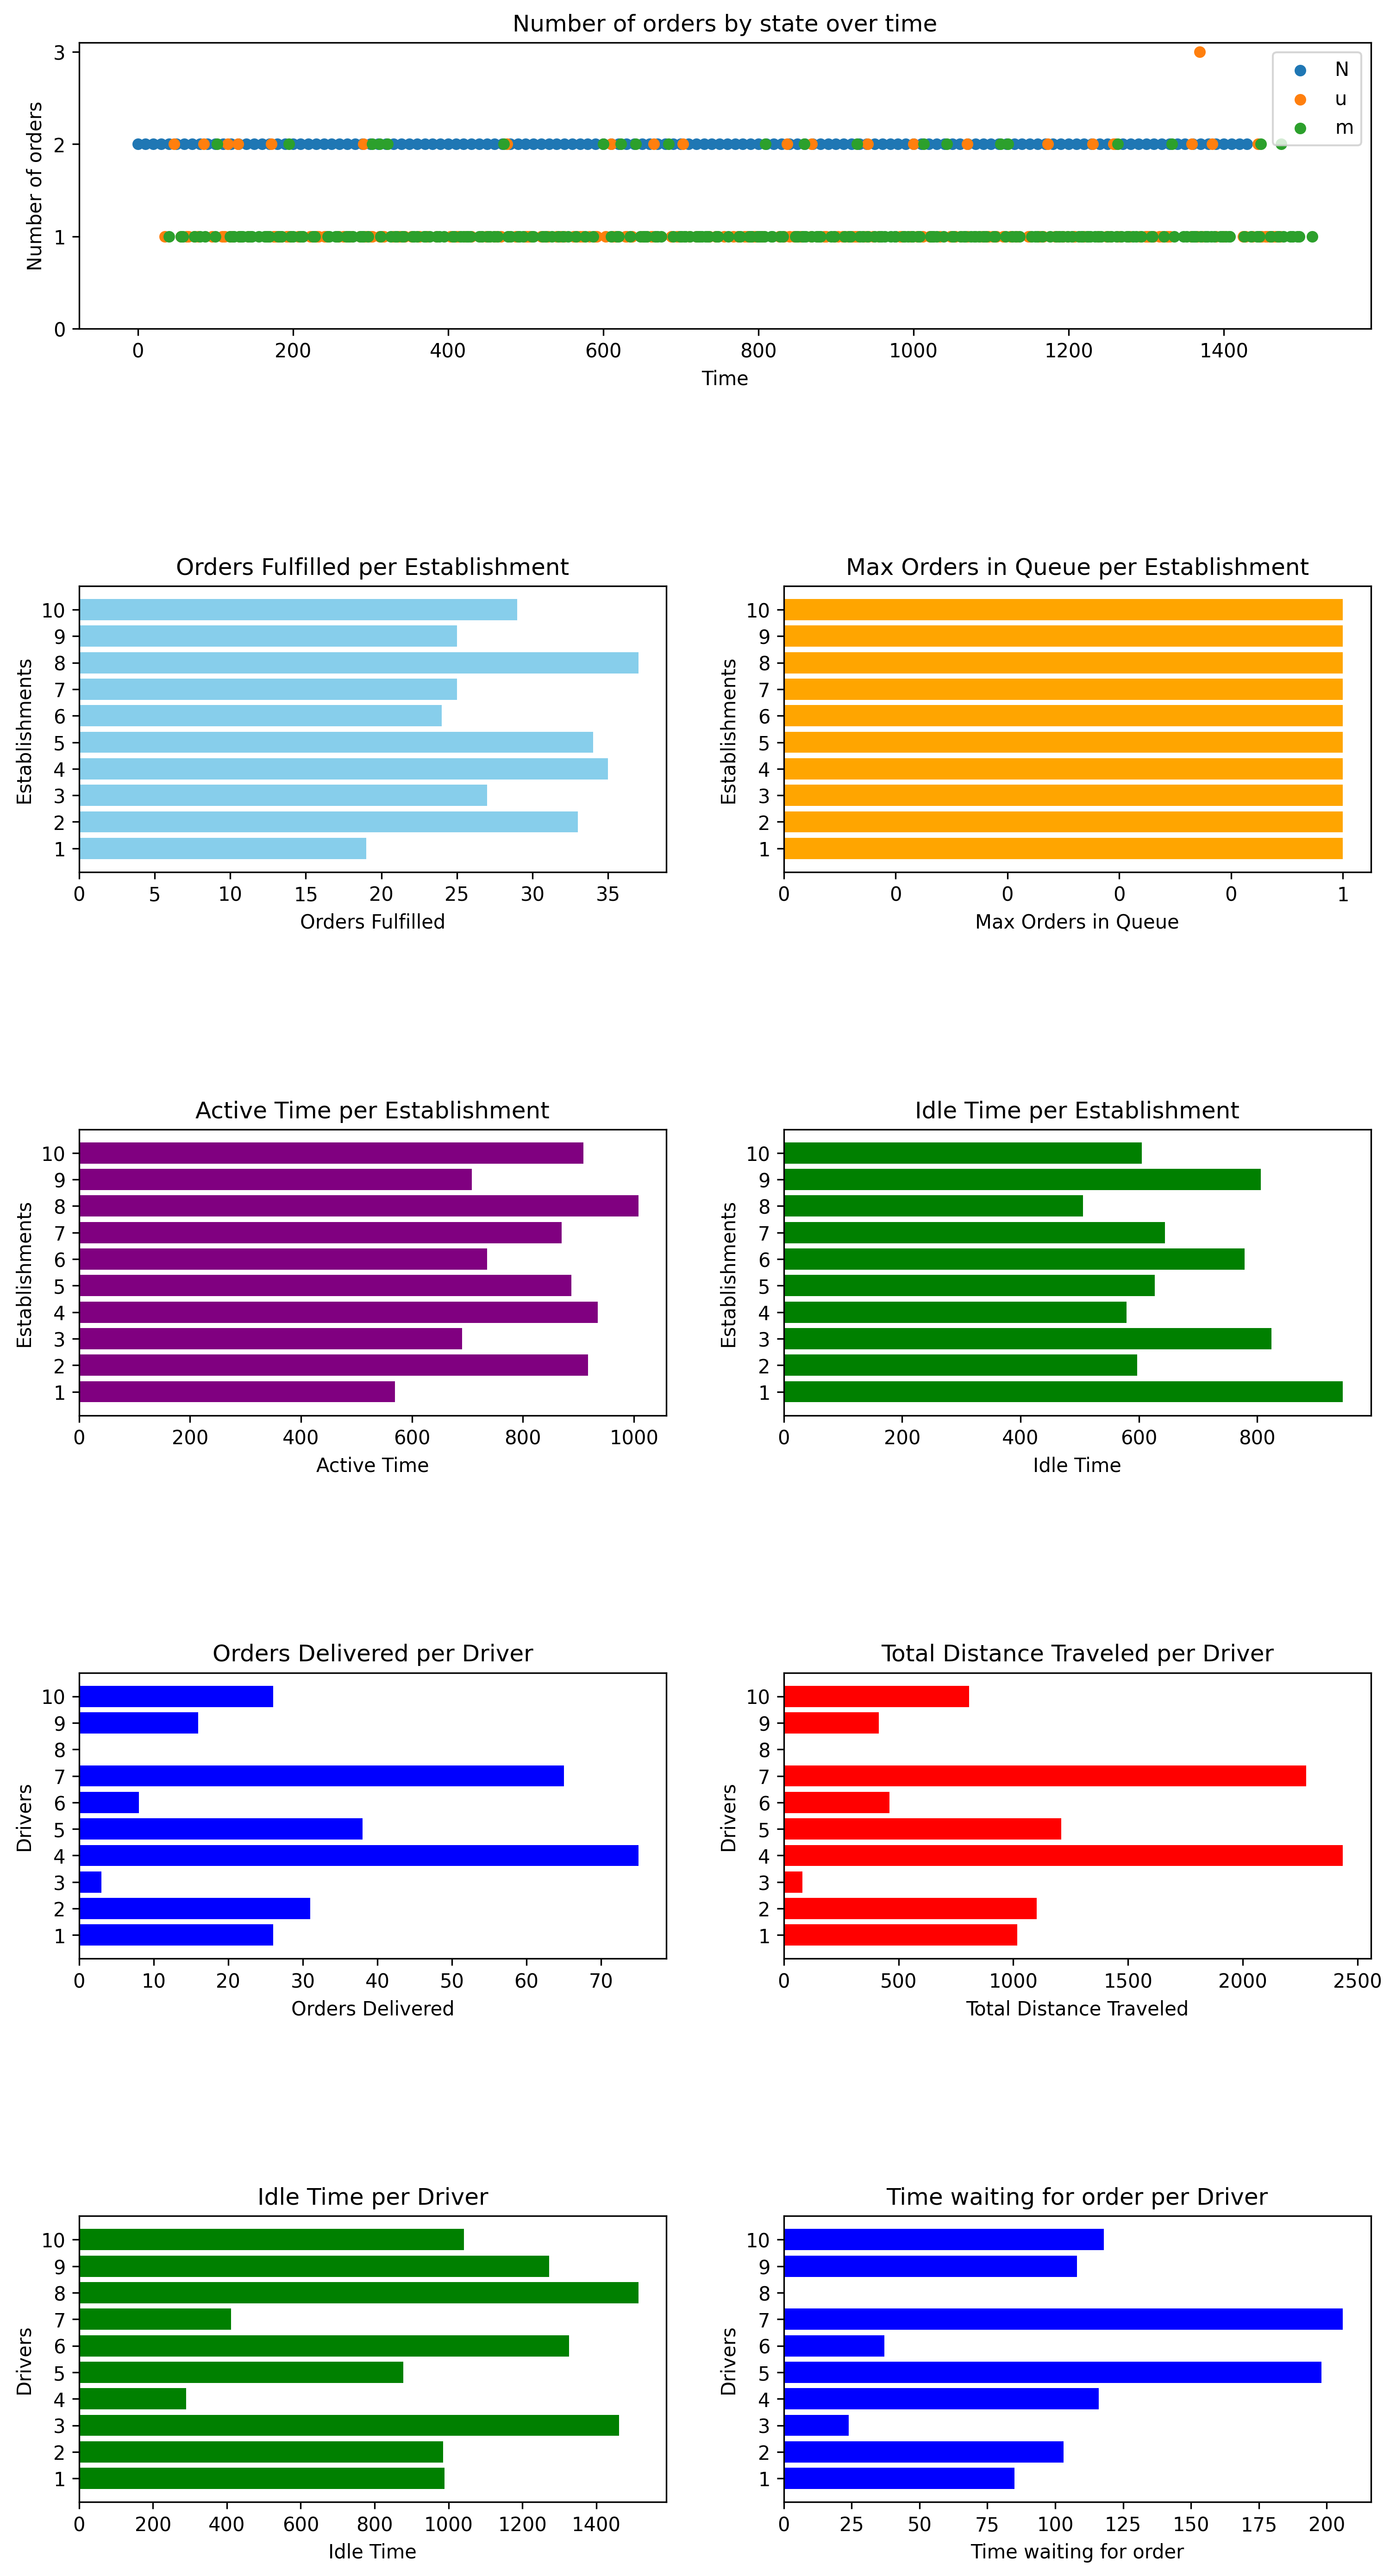 Number of orders by state over time
Number of orders
3
2
1
0
N
u
m
0 200 400 600 800 1000 1200 1400
Time
Orders Fulfilled per Establishment
Establishments
10
9
8
7
6
5
4
3
2
1
0 5 10 15 20 25 30 35
Orders Fulfilled
Max Orders in Queue per Establishment
Establishments
10
9
8
7
6
5
4
3
2
1
0 0 0 0 0 1
Max Orders in Queue
Active Time per Establishment
Establishments
10
9
8
7
6
5
4
3
2
1
0 200 400 600 800 1000
Active Time
Idle Time per Establishment
Establishments
10
9
8
7
6
5
4
3
2
1
0 200 400 600 800
Idle Time
Orders Delivered per Driver
Drivers
10
9
8
7
6
5
4
3
2
1
0 10 20 30 40 50 60 70
Orders Delivered
Total Distance Traveled per Driver
Drivers
10
9
8
7
6
5
4
3
2
1
0 500 1000 1500 2000 2500
Total Distance Traveled
Idle Time per Driver
Drivers
10
9
8
7
6
5
4
3
2
1
0 200 400 600 800 1000 1200 1400
Idle Time
Time waiting for order per Driver
Drivers
10
9
8
7
6
5
4
3
2
1
0 25 50 75 100 125 150 175 200
Time waiting for order